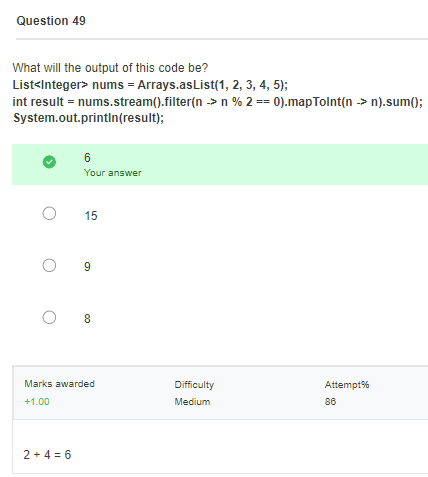 Question 49
What will the output of this code be?
List<Integer> nums = Arrays.asList(1, 2, 3, 4, 5);
int result = nums.stream().filter(n -> n % 2 == 0).mapToInt(n -> n).sum();
System.out.println(result);
6
Your answer
15
9
8
Marks awarded
Difficulty
Attempt%
+1.00
Medium
86
2 + 4 = 6